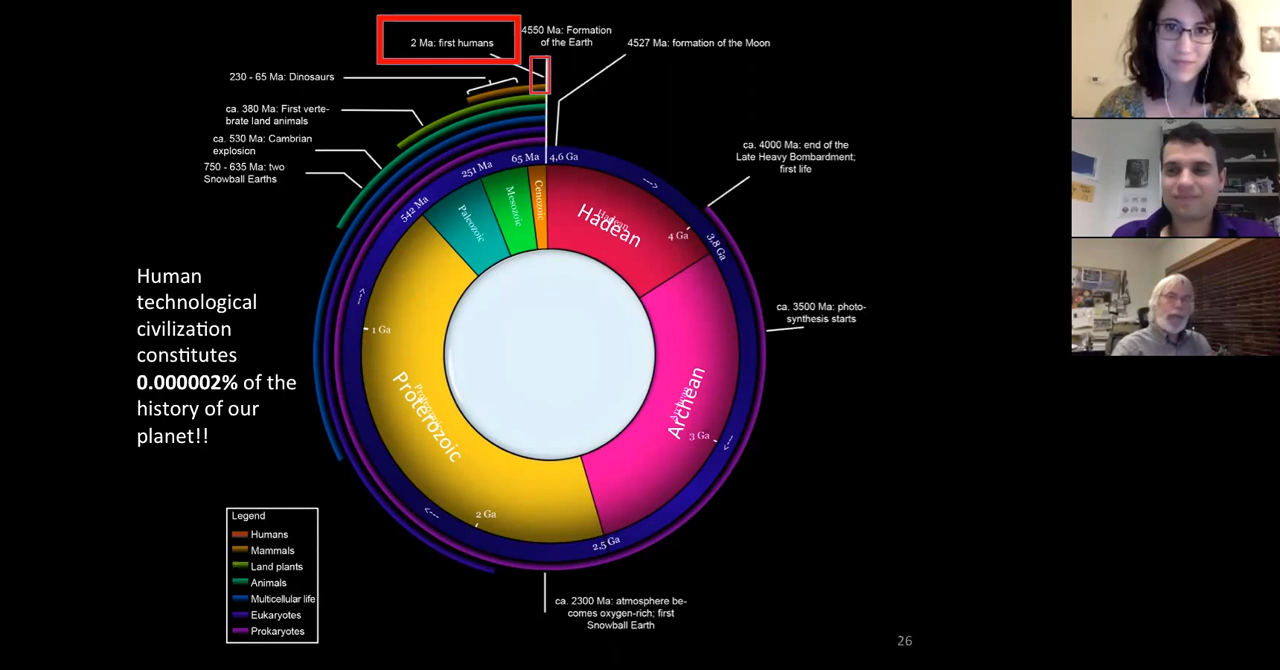 2 Ma: first humans
4550 Ma: Formation
of the Earth
4527 Ma: formation of the Moon
230 - 65 Ma: Dinosaurs
ca. 380 Ma: First verte-
brate land animals
ca. 530 Ma: Cambrian
explosion
750 - 635 Ma: two
Snowball Earths
ca. 4000 Ma: end of the
Late Heavy Bombardment;
first life
ca. 3500 Ma: photo-
synthesis starts
ca. 2300 Ma: atmosphere be-
comes oxygen-rich; first
Snowball Earth
4,6 Ga
65 Ma
251 Ma
542 Ma
Cenozoic
Mesozoic
Paleozoic
Hadean
Hadean
4 Ga
3,8 Ga
Archean
Archean
3 Ga
2,5 Ga
Proterozoic
Proterozoic
2 Ga
1 Ga
Human
technological
civilization
constitutes
0.000002% of the
history of our
planet!!
Legend
Humans
Mammals
Land plants
Animals
Multicellular life
Eukaryotes
Prokaryotes
26